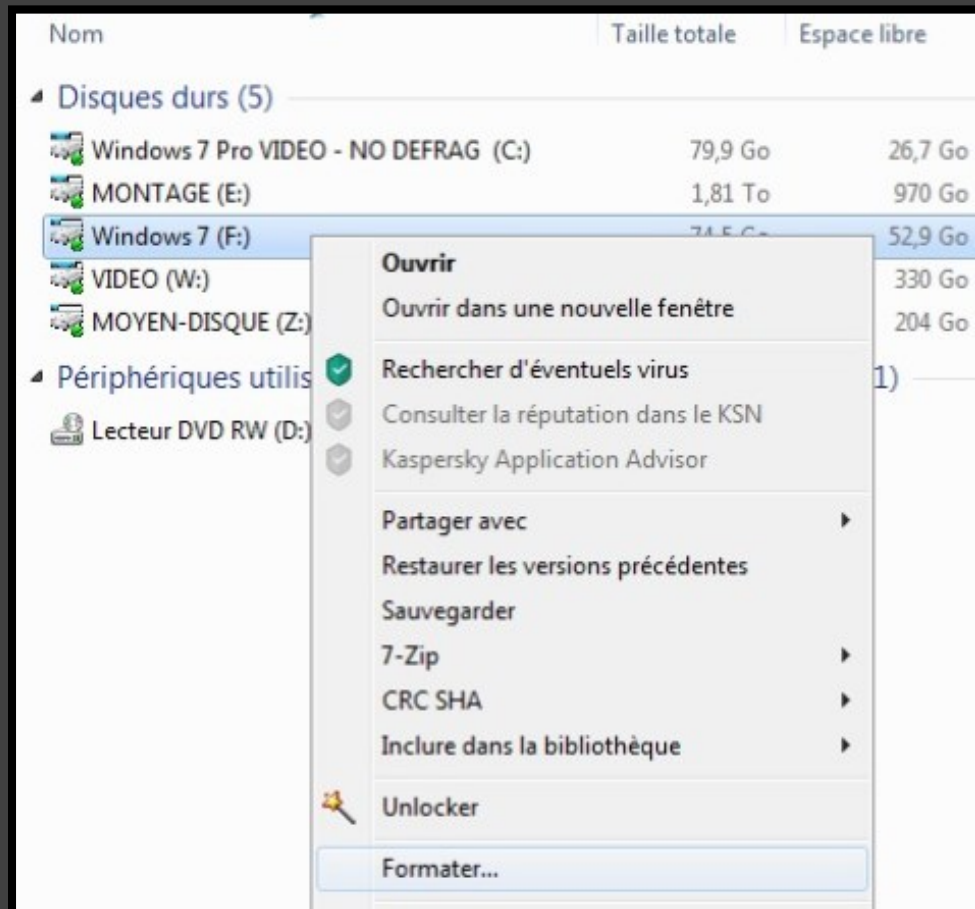 Nom Taille totale Espace libre
Disques durs (5)
Windows 7 Pro VIDEO - NO DEFRAG (C:) 79,9 Go 26,7 Go
MONTAGE (E:) 1,81 To 970 Go
Windows 7 (F:) 74,5 Go 52,9 Go
VIDEO (W:) 330 Go
MOYEN-DISQUE (Z:) 204 Go
Périphériques utilis 1)
Lecteur DVD RW (D:)
Ouvrir
Ouvrir dans une nouvelle fenêtre
Rechercher d'éventuels virus
Consulter la réputation dans le KSN
Kaspersky Application Advisor
Partager avec
Restaurer les versions précédentes
Sauvegarder
7-Zip
CRC SHA
Inclure dans la bibliothèque
Unlocker
Formater...